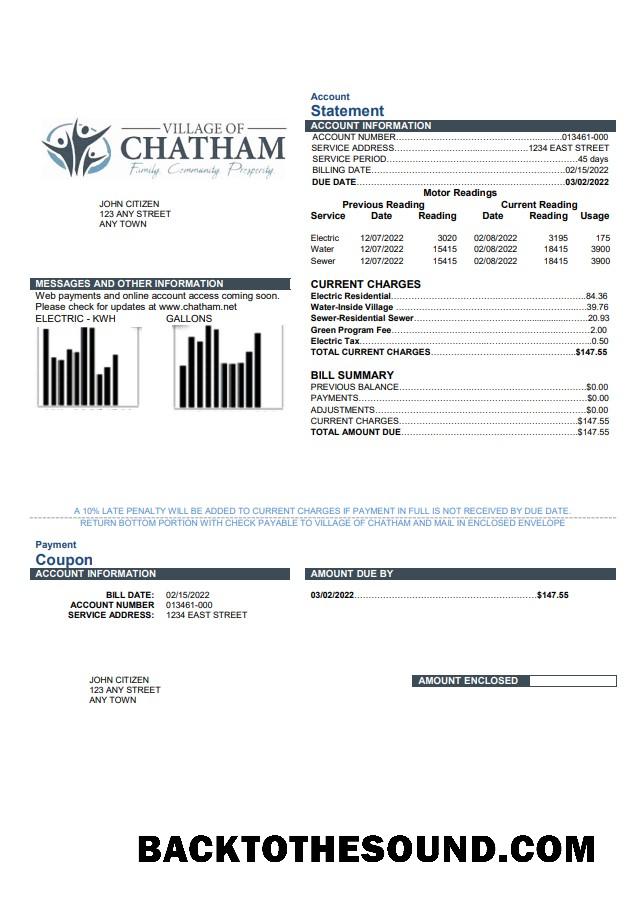 Account
Statement
ACCOUNT INFORMATION
ACCOUNT NUMBER.....013461-000
SERVICE ADDRESS.....1234 EAST STREET
SERVICE PERIOD.....45 days
BILLING DATE.....02/15/2022
DUE DATE.....03/02/2022
VILLAGE OF
CHATHAM
Family. Community. Prosperity.
JOHN CITIZEN
123 ANY STREET
ANY TOWN
Motor Readings
Previous Reading Current Reading
Service Date Reading Date Reading Usage
Electric 12/07/2022 3020 02/08/2022 3195 175
Water 12/07/2022 15415 02/08/2022 18415 3900
Sewer 12/07/2022 15415 02/08/2022 18415 3900
MESSAGES AND OTHER INFORMATION
Web payments and online account access coming soon.
Please check for updates at www.chatham.net
ELECTRIC - KWH GALLONS
CURRENT CHARGES
Electric Residential.....84.36
Water-Inside Village.....39.76
Sewer-Residential Sewer.....20.93
Green Program Fee.....2.00
Electric Tax.....0.50
TOTAL CURRENT CHARGES.....$147.55
BILL SUMMARY
PREVIOUS BALANCE.....$0.00
PAYMENTS.....$0.00
ADJUSTMENTS.....$0.00
CURRENT CHARGES.....$147.55
TOTAL AMOUNT DUE.....$147.55
A 10% LATE PENALTY WILL BE ADDED TO CURRENT CHARGES IF PAYMENT IN FULL IS NOT RECEIVED BY DUE DATE.
RETURN BOTTOM PORTION WITH CHECK PAYABLE TO VILLAGE OF CHATHAM AND MAIL IN ENCLOSED ENVELOPE
Payment
Coupon
ACCOUNT INFORMATION
BILL DATE: 02/15/2022
ACCOUNT NUMBER 013461-000
SERVICE ADDRESS: 1234 EAST STREET
AMOUNT DUE BY
03/02/2022.....$147.55
JOHN CITIZEN
123 ANY STREET
ANY TOWN
AMOUNT ENCLOSED
BACKTOTHESOUND.COM